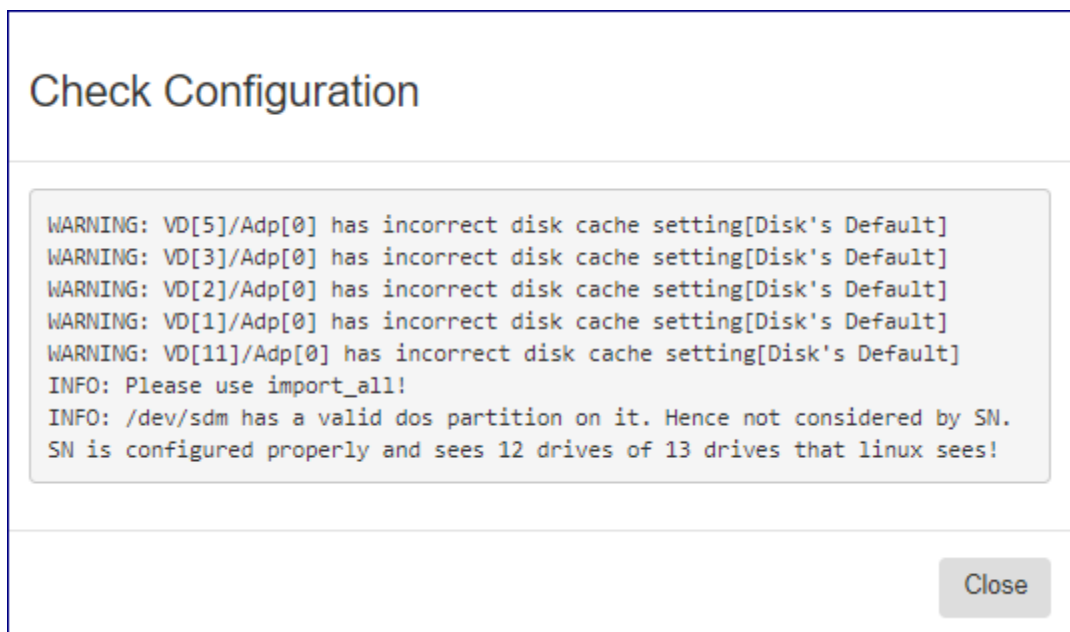 Check Configuration
WARNING: VD[5]/Adp[0] has incorrect disk cache setting[Disk's Default]
WARNING: VD[3]/Adp[0] has incorrect disk cache setting[Disk's Default]
WARNING: VD[2]/Adp[0] has incorrect disk cache setting[Disk's Default]
WARNING: VD[1]/Adp[0] has incorrect disk cache setting[Disk's Default]
WARNING: VD[11]/Adp[0] has incorrect disk cache setting[Disk's Default]
INFO: Please use import_all!
INFO: /dev/sdm has a valid dos partition on it. Hence not considered by SN.
SN is configured properly and sees 12 drives of 13 drives that linux sees!
Close